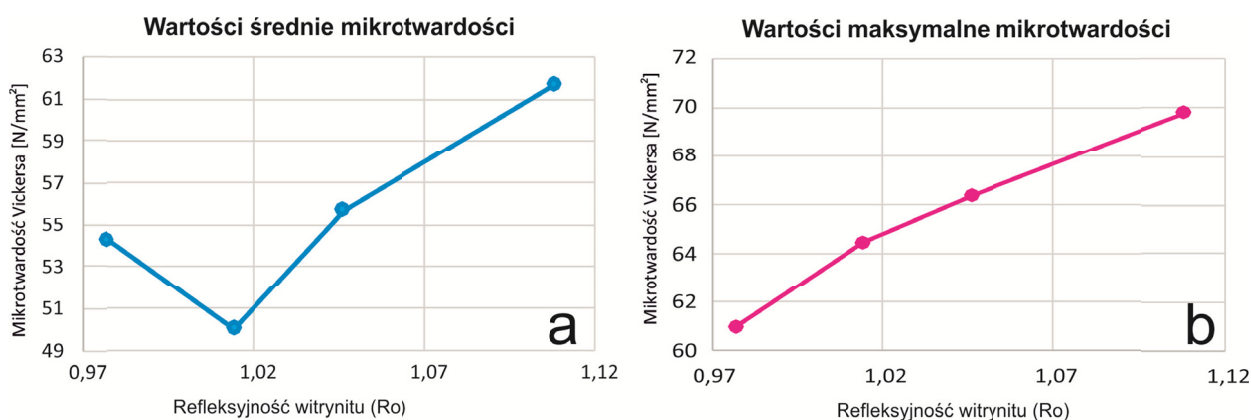 Wartości średnie mikrotwardości
Mikrotwardość Vickersa [N/mm²]
63
61
59
57
55
53
51
49
0,97
1,02
1,07
1,12
Refleksyjność witrynitu (Ro)
a
Wartości maksymalne mikrotwardości
Mikrotwardość Vickersa [N/mm²]
72
70
68
66
64
62
60
0,97
1,02
1,07
1,12
Refleksyjność witrynitu (Ro)
b